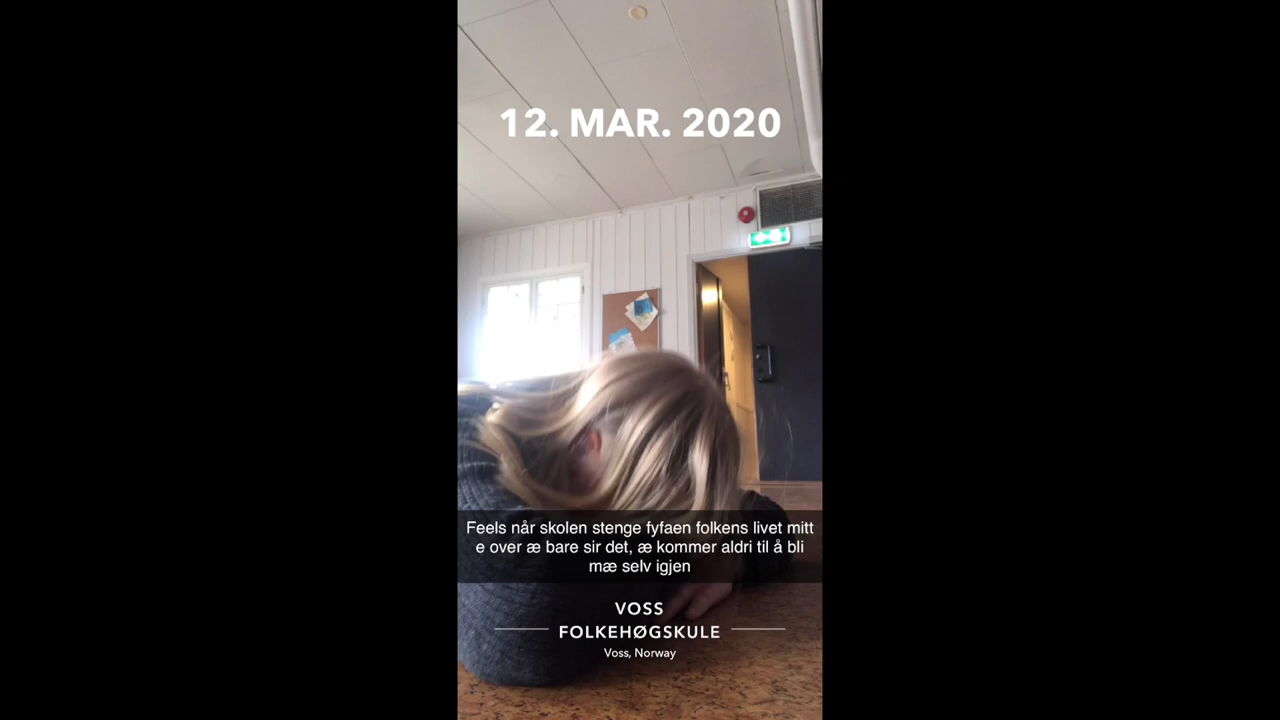 12. MAR. 2020
Feels når skolen stenge fyfaen folkens livet mitt
e over æ bare sir det, æ kommer aldri til å bli
mæ selv igjen
VOSS
FOLKEHØGSKULE
Voss, Norway